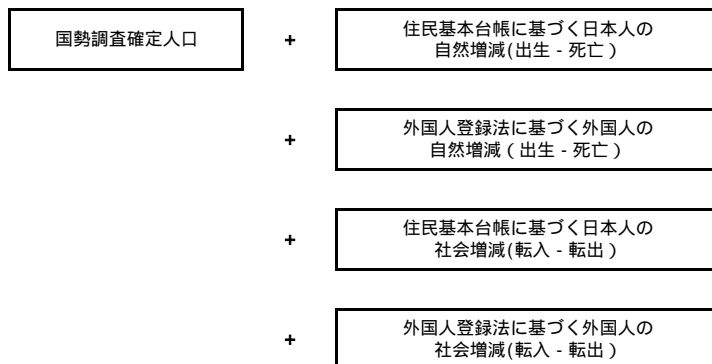 国勢調査確定人口
+
住民基本台帳に基づく日本人の
自然増減(出生 - 死亡 )
+
外国人登録法に基づく外国人の
自然増減 ( 出生 - 死亡 )
+
住民基本台帳に基づく日本人の
社会増減(転入 - 転出 )
+
外国人登録法に基づく外国人の
社会増減(転入 - 転出 )